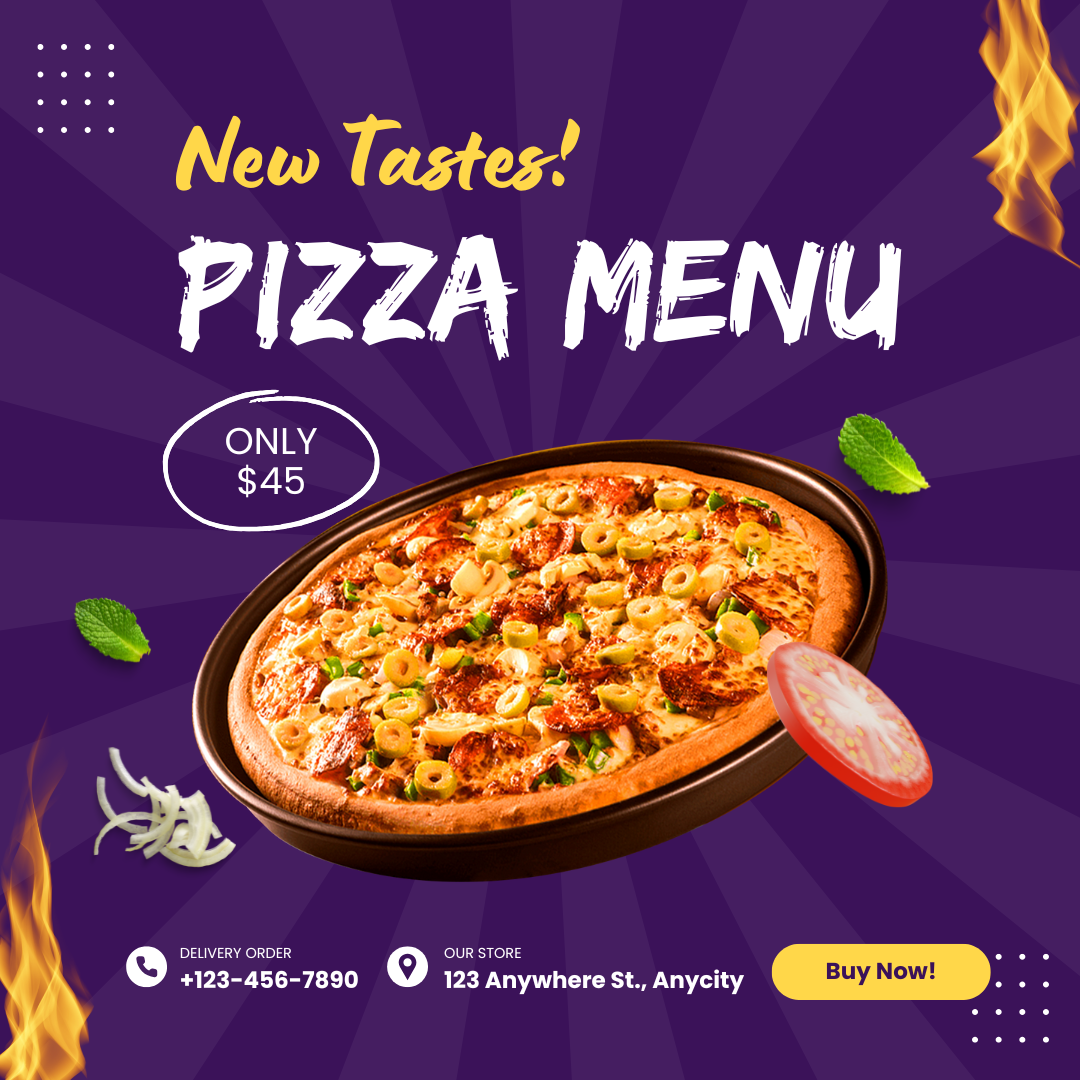 New Tastes!
PIZZA MENU
ONLY
$45
DELIVERY ORDER
+123-456-7890
OUR STORE
123 Anywhere St., Anycity
Buy Now!